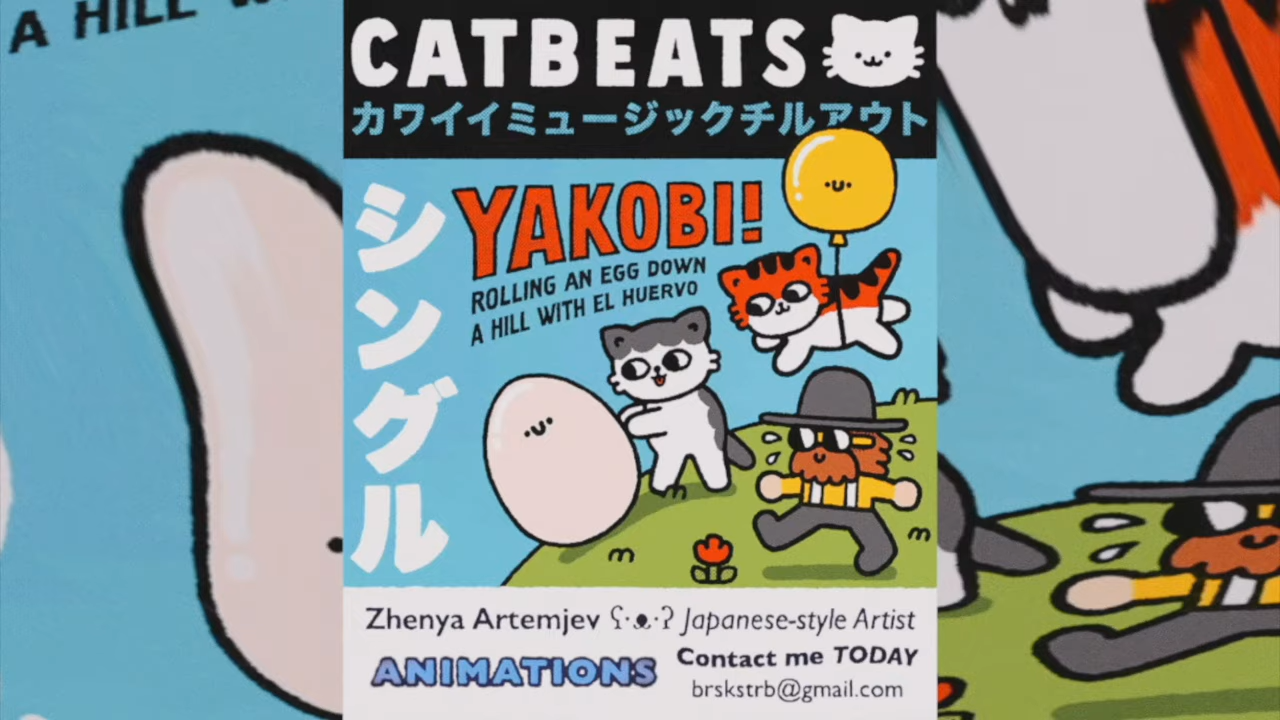 A HILL W
CATBEATS
カワイイミュージックチルアウト
シングル
YAKOBI!
ROLLING AN EGG DOWN
A HILL WITH EL HUERVO
Zhenya Artemjev ʕ·ᴥ·ʔ Japanese-style Artist
ANIMATIONS
Contact me TODAY
brskstrb@gmail.com